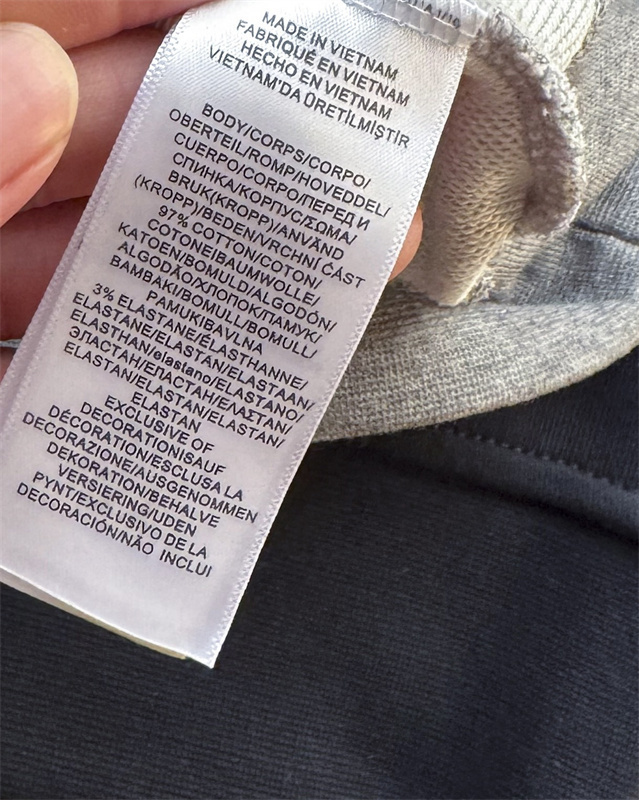 MADE IN VIETNAM
FABRIQUÉ EN VIETNAM
HECHO EN VIETNAM
VIETNAM'DA ÜRETİLMİŞTİR
BODY/CORPS/CORPO/
OBERTEIL/ROMP/HOVEDDEL/
CUERPO/CORPO/ПЕРЕД И
СПИНКА/КОРПУС/ΣΩΜΑ/
BRUK(KROPP)/ANVÄND
(KROPP)/BEDEN/VRCHNÍ ČÁST
97% COTTON/COTON/
COTONE/BAUMWOLLE/
KATOEN/BOMULD/ALGODÓN/
ALGODÃO/ХЛОПОК/ПАМУК/
BAMBAKI/BOMULL/BOMULL/
PAMUK/BAVLNA
3% ELASTANE/ÉLASTHANNE/
ELASTANE/ELASTAN/ELASTAAN/
ELASTHAN/elastano/ELASTANO/
ЭЛАСТАН/ЕЛАСТАН/ΕΛΑΣΤΑΝ/
ELASTAN/ELASTAN/ELASTAN/
ELASTAN
EXCLUSIVE OF
DECORATION/SAUF
DÉCORATION/ESCLUSA LA
DECORAZIONE/AUSGENOMMEN
DEKORATION/BEHALVE
VERSIERING/UDEN
PYNT/EXCLUSIVO DE LA
DECORACIÓN/NÃO INCLUI